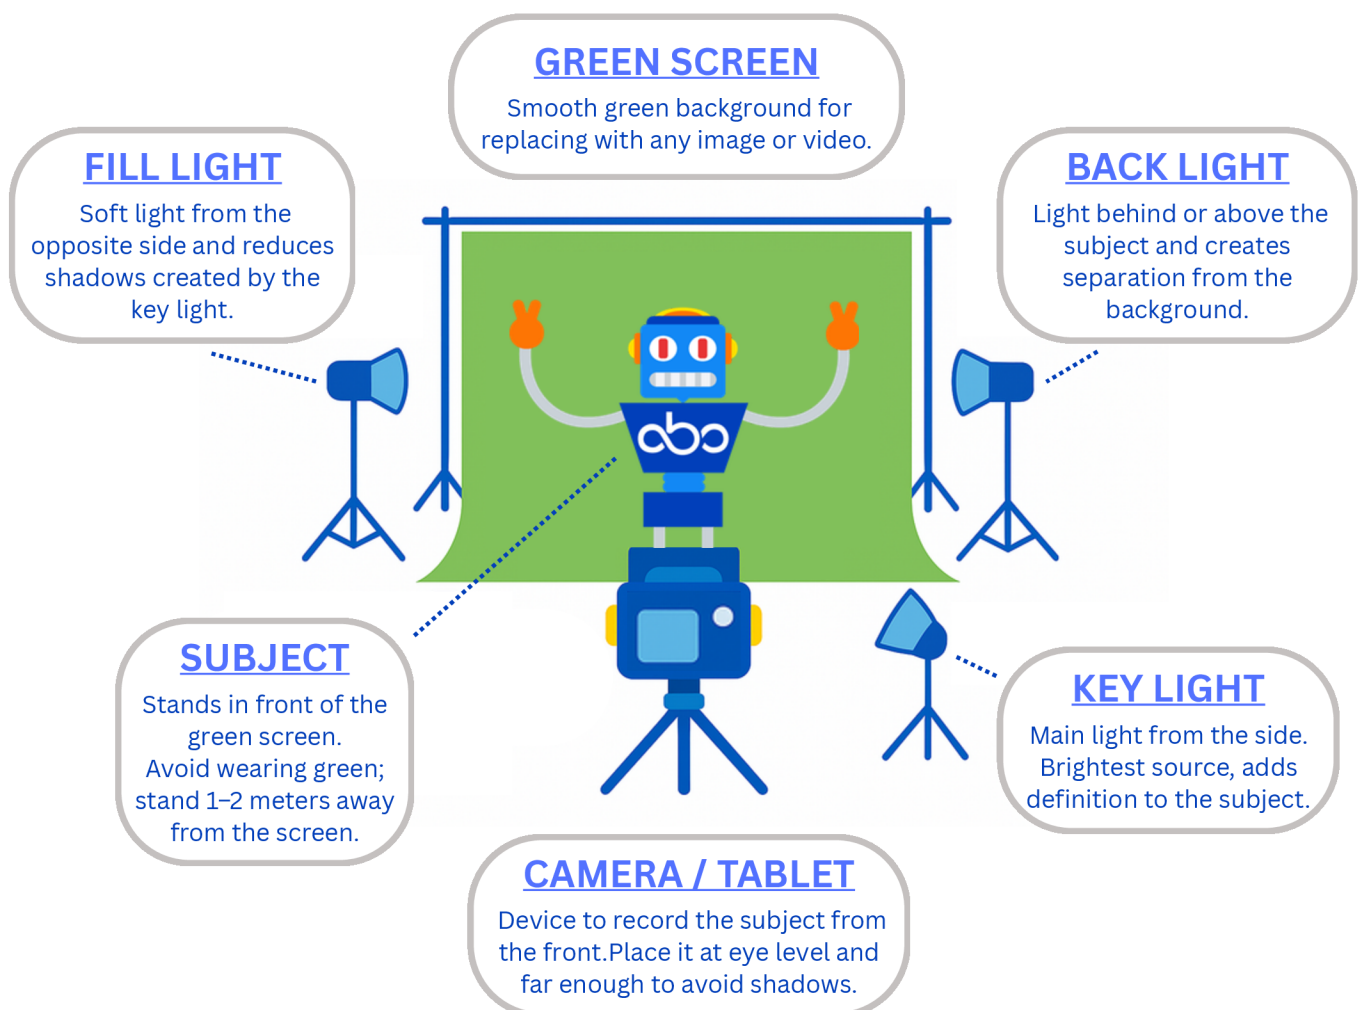 GREEN SCREEN
Smooth green background for
replacing with any image or video.
FILL LIGHT
Soft light from the
opposite side and reduces
shadows created by the
key light.
BACK LIGHT
Light behind or above the
subject and creates
separation from the
background.
abc
SUBJECT
Stands in front of the
green screen.
Avoid wearing green;
stand 1–2 meters away
from the screen.
KEY LIGHT
Main light from the side.
Brightest source, adds
definition to the subject.
CAMERA / TABLET
Device to record the subject from
the front.Place it at eye level and
far enough to avoid shadows.